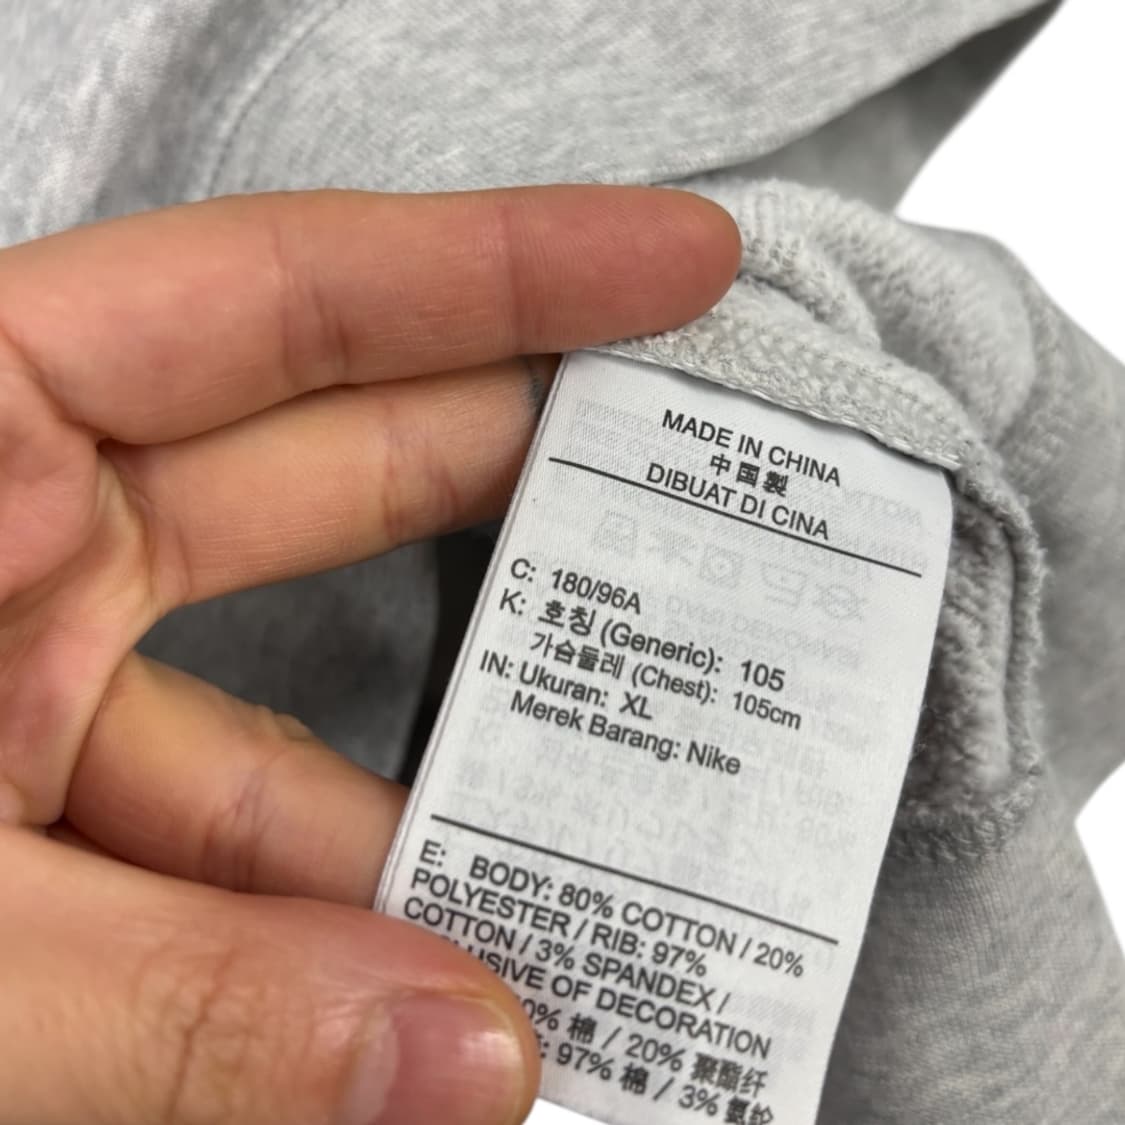 MADE IN CHINA
中国製
DIBUAT DI CINA
C: 180/96A
K: 호칭 (Generic): 105
가슴둘레 (Chest): 105cm
IN: Ukuran: XL
Merek Barang: Nike
E: BODY: 80% COTTON / 20%
POLYESTER / RIB: 97%
COTTON / 3% SPANDEX /
OF DECORATION
棉 / 20% 聚酯纤
97% 棉 / 3% 氨纶